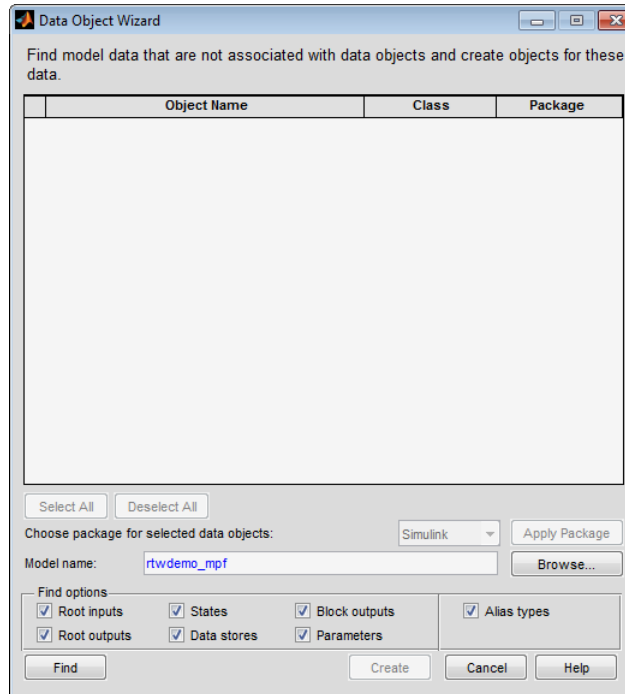 Data Object Wizard
Find model data that are not associated with data objects and create objects for these
data.
Object Name Class Package
Select All Deselect All
Choose package for selected data objects: Simulink Apply Package
Model name: rtwdemo_mpf Browse...
Find options
Root inputs States Block outputs Alias types
Root outputs Data stores Parameters
Find Create Cancel Help